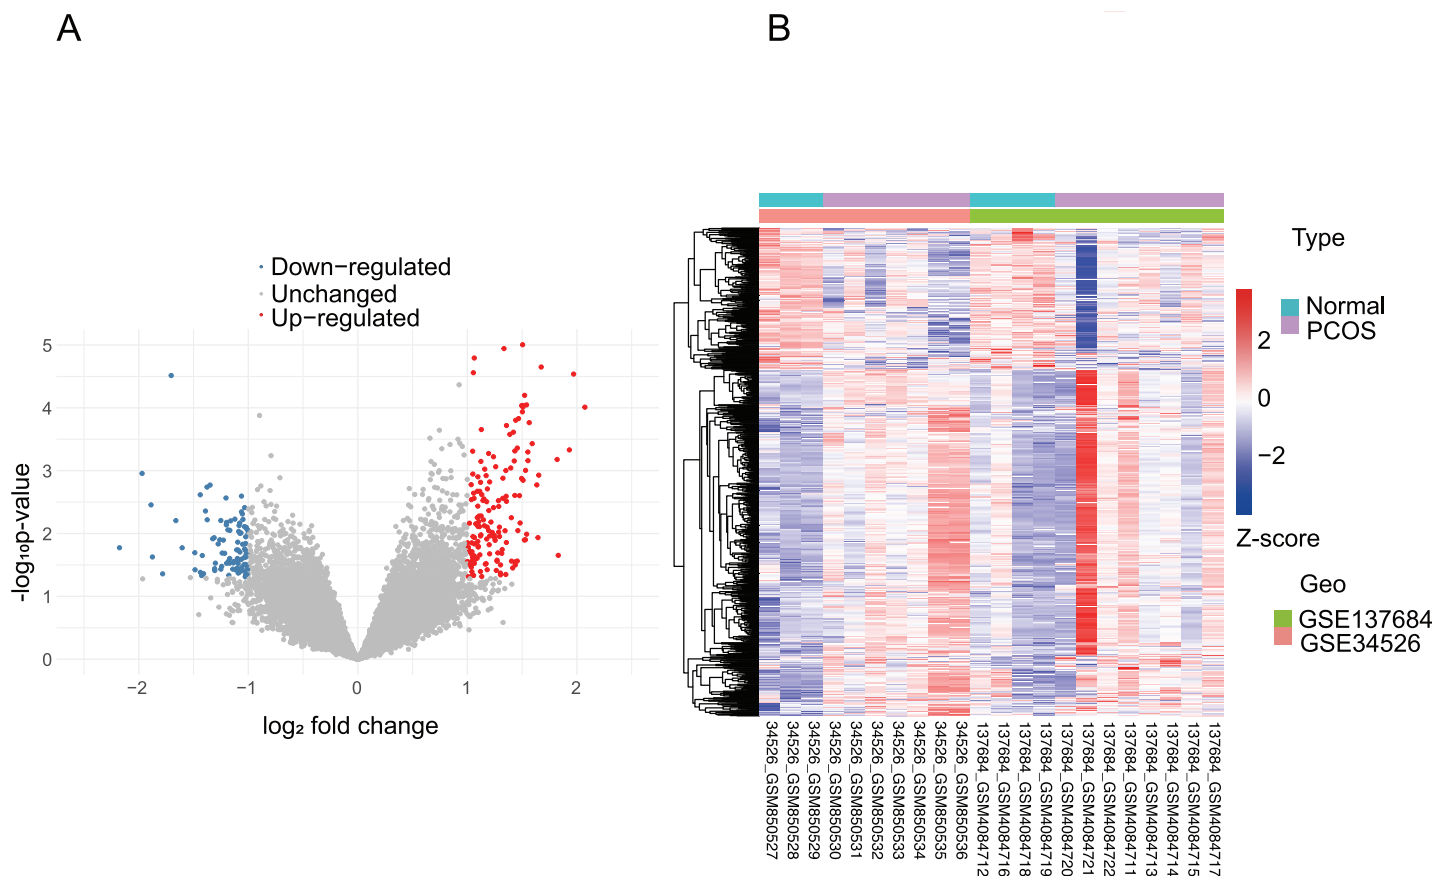 A
B
Down−regulated
Unchanged
Up−regulated
5
4
3
2
1
0
-log₁₀p-value
−2
−1
0
1
2
log₂ fold change
Type
Normal
PCOS
2
0
−2
Z-score
Geo
GSE137684
GSE34526
34526_GSM850527
34526_GSM850528
34526_GSM850529
34526_GSM850530
34526_GSM850531
34526_GSM850532
34526_GSM850533
34526_GSM850534
34526_GSM850535
34526_GSM850536
137684_GSM4084712
137684_GSM4084716
137684_GSM4084718
137684_GSM4084719
137684_GSM4084720
137684_GSM4084721
137684_GSM4084722
137684_GSM4084711
137684_GSM4084713
137684_GSM4084714
137684_GSM4084715
137684_GSM4084717